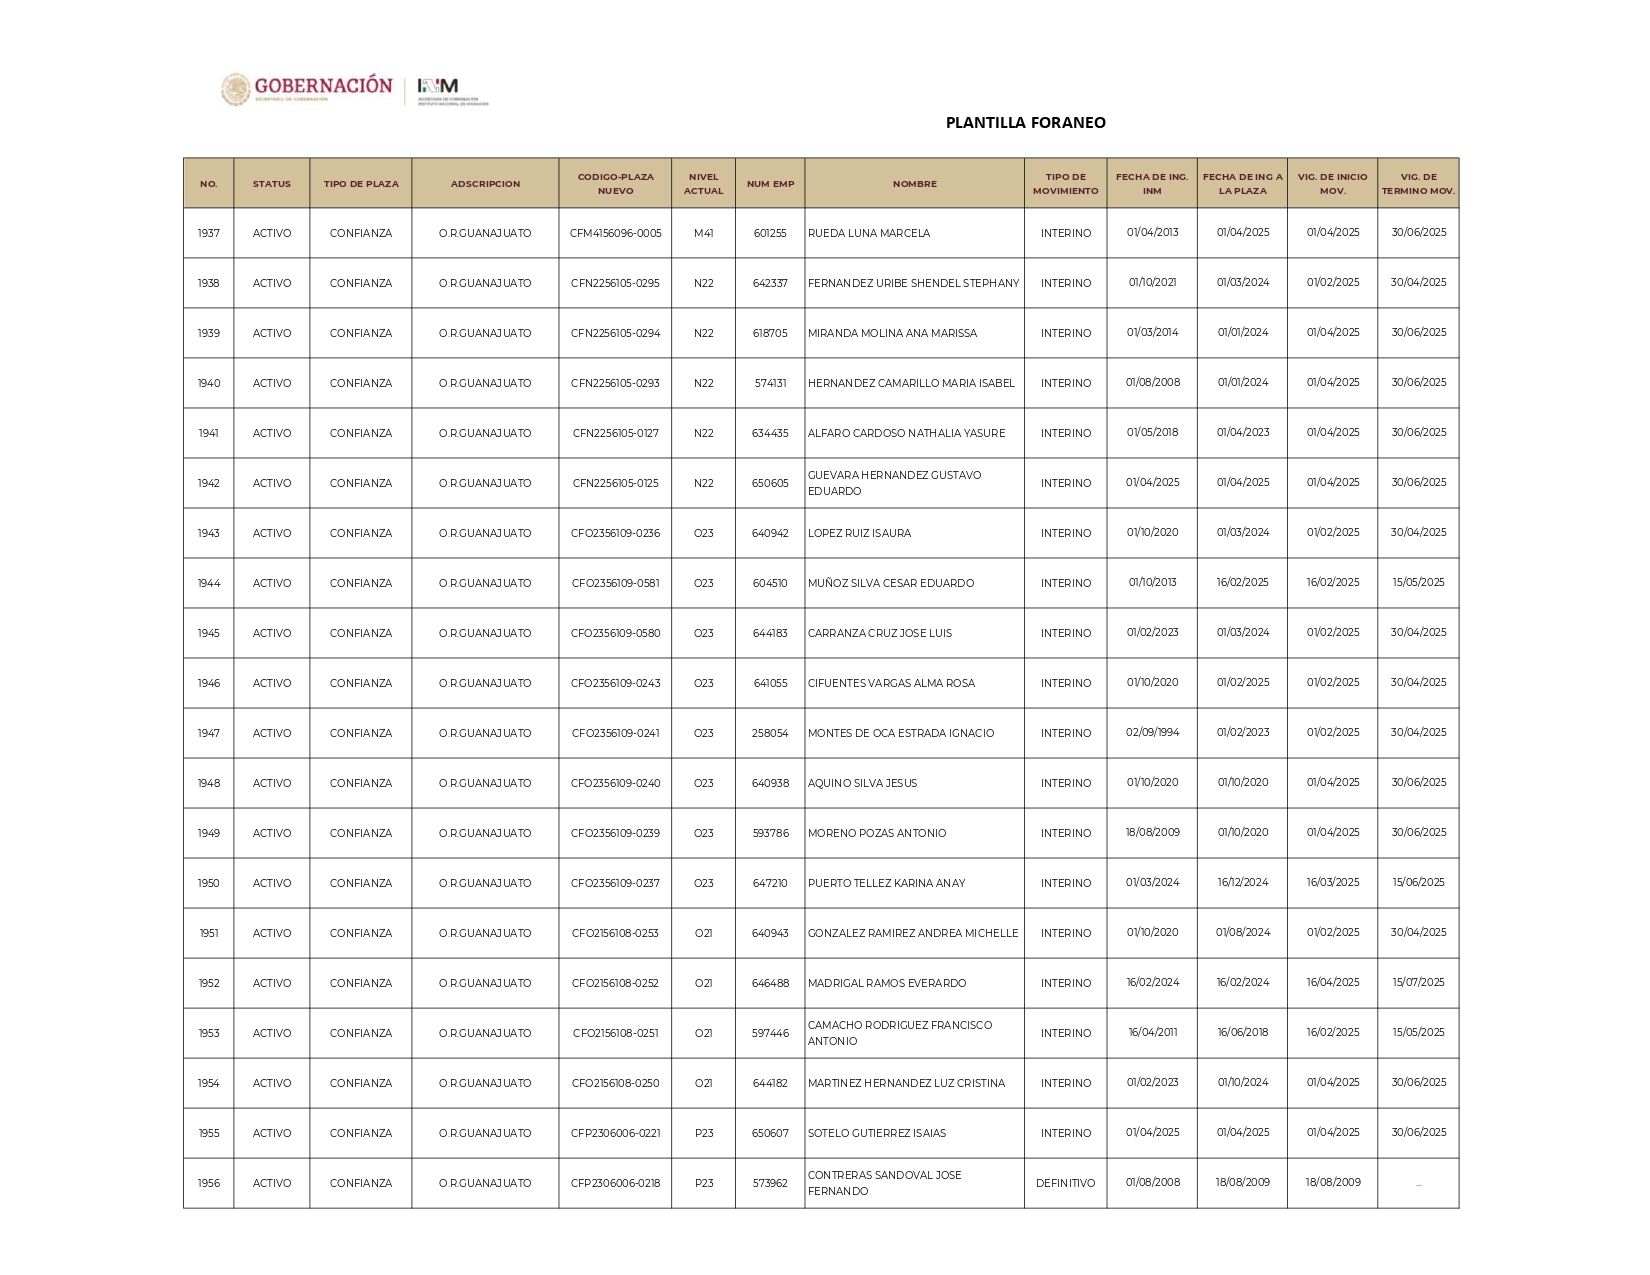 GOBERNACIÓN
SECRETARÍA DE GOBERNACIÓN
INM
SECRETARÍA DE GOBERNACIÓN
INSTITUTO NACIONAL DE MIGRACIÓN
PLANTILLA FORANEO
NO. STATUS TIPO DE PLAZA ADSCRIPCION CODIGO-PLAZA NUEVO NIVEL ACTUAL NUM EMP NOMBRE TIPO DE MOVIMIENTO FECHA DE ING. INM FECHA DE ING A LA PLAZA VIG. DE INICIO MOV. VIG. DE TERMINO MOV.
1937 ACTIVO CONFIANZA O.R.GUANAJUATO CFM4156096-0005 M41 601255 RUEDA LUNA MARCELA INTERINO 01/04/2013 01/04/2025 01/04/2025 30/06/2025
1938 ACTIVO CONFIANZA O.R.GUANAJUATO CFN2256105-0295 N22 642337 FERNANDEZ URIBE SHENDEL STEPHANY INTERINO 01/10/2021 01/03/2024 01/02/2025 30/04/2025
1939 ACTIVO CONFIANZA O.R.GUANAJUATO CFN2256105-0294 N22 618705 MIRANDA MOLINA ANA MARISSA INTERINO 01/03/2014 01/01/2024 01/04/2025 30/06/2025
1940 ACTIVO CONFIANZA O.R.GUANAJUATO CFN2256105-0293 N22 574131 HERNANDEZ CAMARILLO MARIA ISABEL INTERINO 01/08/2008 01/01/2024 01/04/2025 30/06/2025
1941 ACTIVO CONFIANZA O.R.GUANAJUATO CFN2256105-0127 N22 634435 ALFARO CARDOSO NATHALIA YASURE INTERINO 01/05/2018 01/04/2023 01/04/2025 30/06/2025
1942 ACTIVO CONFIANZA O.R.GUANAJUATO CFN2256105-0125 N22 650605 GUEVARA HERNANDEZ GUSTAVO EDUARDO INTERINO 01/04/2025 01/04/2025 01/04/2025 30/06/2025
1943 ACTIVO CONFIANZA O.R.GUANAJUATO CFO2356109-0236 O23 640942 LOPEZ RUIZ ISAURA INTERINO 01/10/2020 01/03/2024 01/02/2025 30/04/2025
1944 ACTIVO CONFIANZA O.R.GUANAJUATO CFO2356109-0581 O23 604510 MUÑOZ SILVA CESAR EDUARDO INTERINO 01/10/2013 16/02/2025 16/02/2025 15/05/2025
1945 ACTIVO CONFIANZA O.R.GUANAJUATO CFO2356109-0580 O23 644183 CARRANZA CRUZ JOSE LUIS INTERINO 01/02/2023 01/03/2024 01/02/2025 30/04/2025
1946 ACTIVO CONFIANZA O.R.GUANAJUATO CFO2356109-0243 O23 641055 CIFUENTES VARGAS ALMA ROSA INTERINO 01/10/2020 01/02/2025 01/02/2025 30/04/2025
1947 ACTIVO CONFIANZA O.R.GUANAJUATO CFO2356109-0241 O23 258054 MONTES DE OCA ESTRADA IGNACIO INTERINO 02/09/1994 01/02/2023 01/02/2025 30/04/2025
1948 ACTIVO CONFIANZA O.R.GUANAJUATO CFO2356109-0240 O23 640938 AQUINO SILVA JESUS INTERINO 01/10/2020 01/10/2020 01/04/2025 30/06/2025
1949 ACTIVO CONFIANZA O.R.GUANAJUATO CFO2356109-0239 O23 593786 MORENO POZAS ANTONIO INTERINO 18/08/2009 01/10/2020 01/04/2025 30/06/2025
1950 ACTIVO CONFIANZA O.R.GUANAJUATO CFO2356109-0237 O23 647210 PUERTO TELLEZ KARINA ANAY INTERINO 01/03/2024 16/12/2024 16/03/2025 15/06/2025
1951 ACTIVO CONFIANZA O.R.GUANAJUATO CFO2156108-0253 O21 640943 GONZALEZ RAMIREZ ANDREA MICHELLE INTERINO 01/10/2020 01/08/2024 01/02/2025 30/04/2025
1952 ACTIVO CONFIANZA O.R.GUANAJUATO CFO2156108-0252 O21 646488 MADRIGAL RAMOS EVERARDO INTERINO 16/02/2024 16/02/2024 16/04/2025 15/07/2025
1953 ACTIVO CONFIANZA O.R.GUANAJUATO CFO2156108-0251 O21 597446 CAMACHO RODRIGUEZ FRANCISCO ANTONIO INTERINO 16/04/2011 16/06/2018 16/02/2025 15/05/2025
1954 ACTIVO CONFIANZA O.R.GUANAJUATO CFO2156108-0250 O21 644182 MARTINEZ HERNANDEZ LUZ CRISTINA INTERINO 01/02/2023 01/10/2024 01/04/2025 30/06/2025
1955 ACTIVO CONFIANZA O.R.GUANAJUATO CFP2306006-0221 P23 650607 SOTELO GUTIERREZ ISAIAS INTERINO 01/04/2025 01/04/2025 01/04/2025 30/06/2025
1956 ACTIVO CONFIANZA O.R.GUANAJUATO CFP2306006-0218 P23 573962 CONTRERAS SANDOVAL JOSE FERNANDO DEFINITIVO 01/08/2008 18/08/2009 18/08/2009 ...